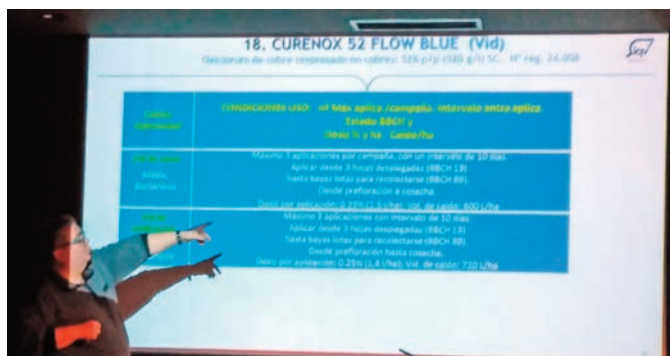 18. CURENOX 52 FLOW BLUE (Vid)
Oxicloruro de cobre (expresado en cobre): 52% p/p (520 g/l) SC. Nº reg. 24.058
CONDICIONES USO: nº Máx aplica./campaña. Intervalo entre aplica.
Estado BBCH y
Dosis % y ha. Caldo/ha
Máximo 3 aplicaciones por campaña, con un intervalo de 10 días.
Mildiu, Aplicar desde 3 hojas desplegadas (BBCH 13)
Bacteriosis hasta bayas listas para recolectarse (BBCH 89).
Desde prefloración a cosecha.
Dosis por aplicación: 0.25% Vol. de caldo: 600 L/ha
Máximo 3 aplicaciones con intervalo de 10 días.
Aplicar desde 3 hojas desplegadas (BBCH 13)
hasta bayas listas para recolectarse (BBCH 89).
Desde prefloración hasta cosecha.
Dosis por aplicación: 0.25% (1,8 l/ha). Vol. de caldo: 720 L/ha